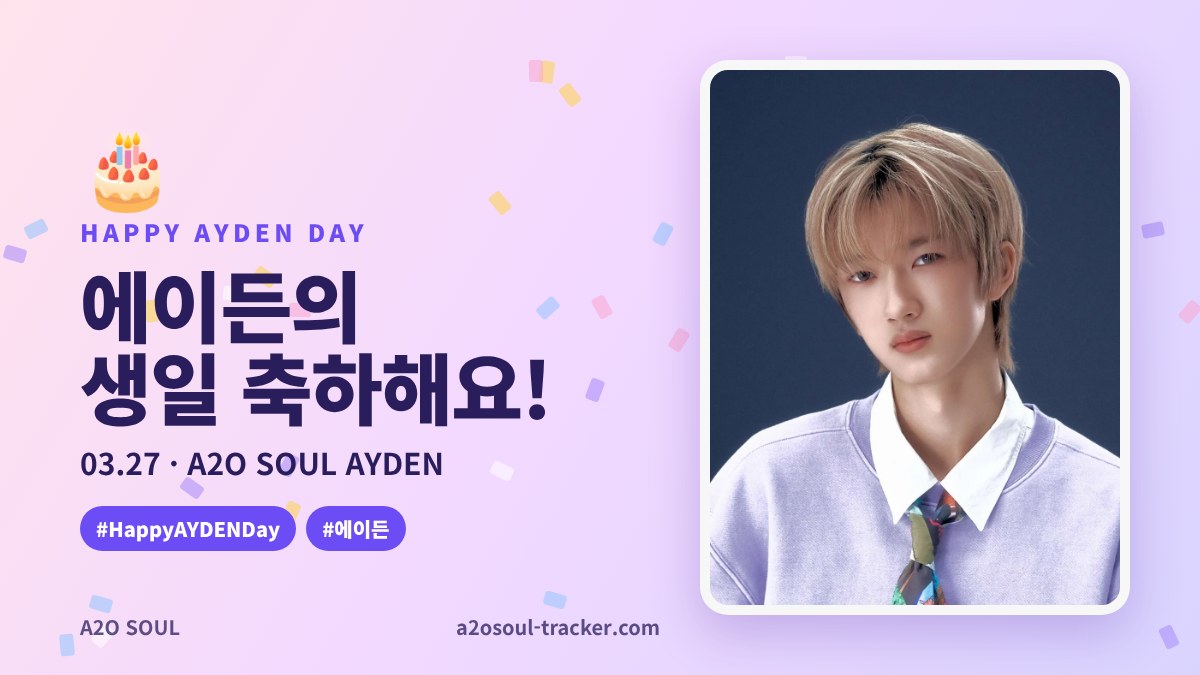 HAPPY AYDEN DAY
에이든의
생일 축하해요!
03.27 · A2O SOUL AYDEN
#HappyAYDENDay #에이든
A2O SOUL
a2osoul-tracker.com